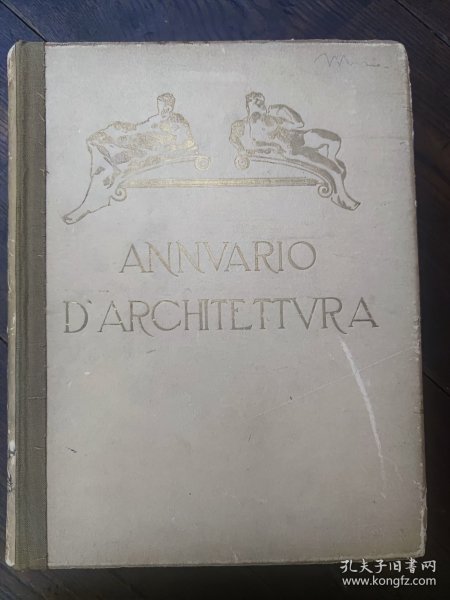 ANNVARIO
D'ARCHITETTVRA
孔夫子旧书网
www.kongfz.com